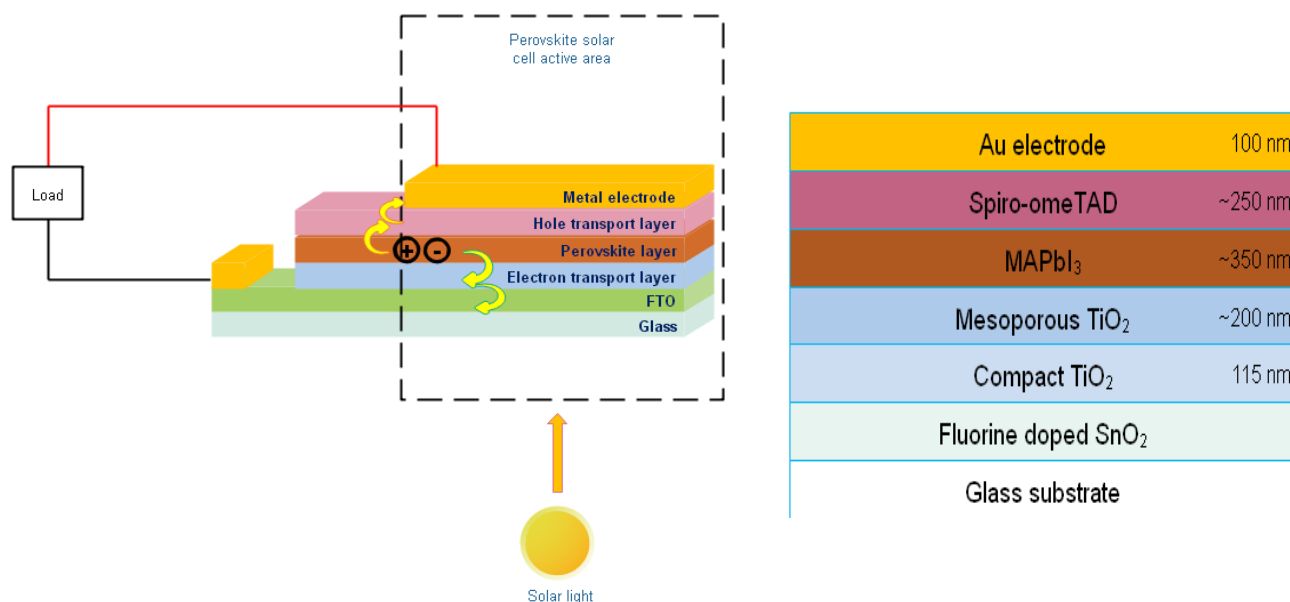 Perovskite solar
cell active area
Load
Metal electrode
Hole transport layer
+ -
Perovskite layer
Electron transport layer
FTO
Glass
Solar light
Au electrode 100 nm
Spiro-omeTAD ~250 nm
MAPbI₃ ~350 nm
Mesoporous TiO₂ ~200 nm
Compact TiO₂ 115 nm
Fluorine doped SnO₂
Glass substrate